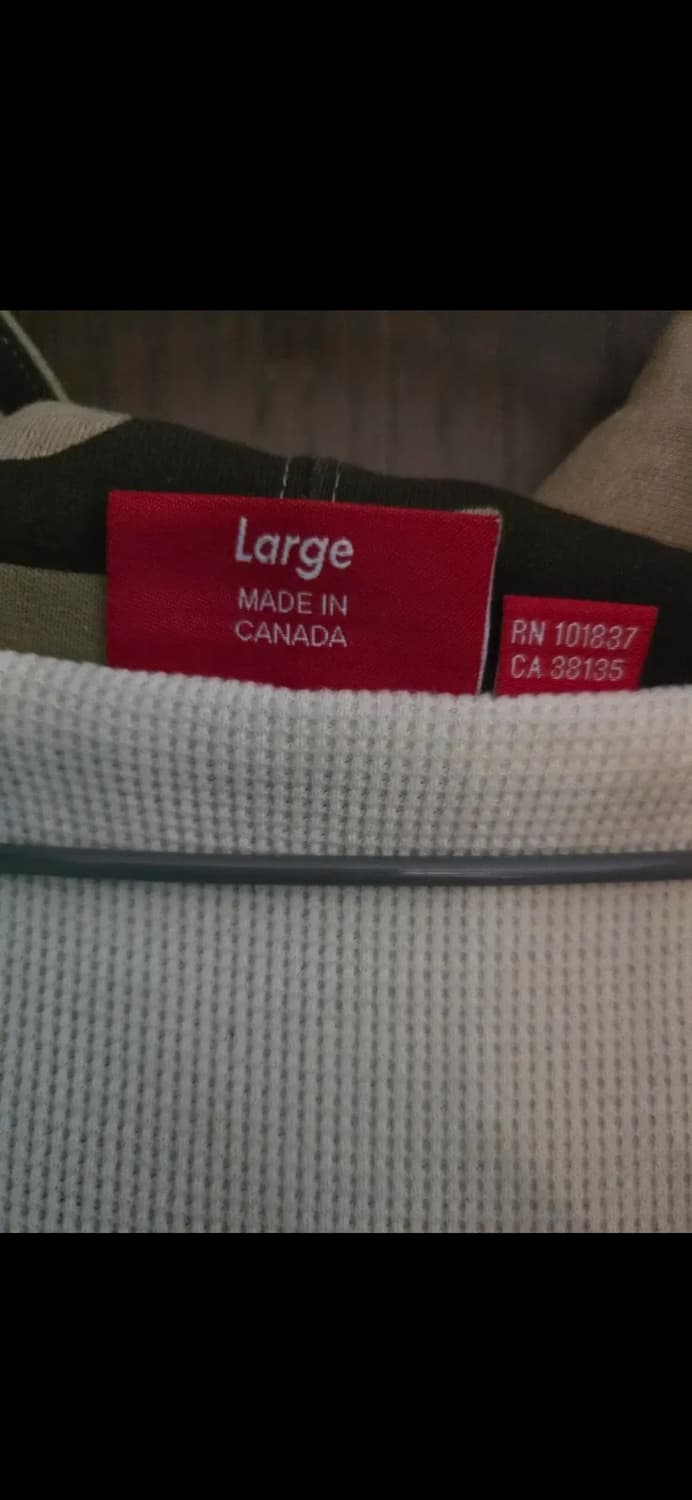 Large
MADE IN
CANADA
RN 101837
CA 38135